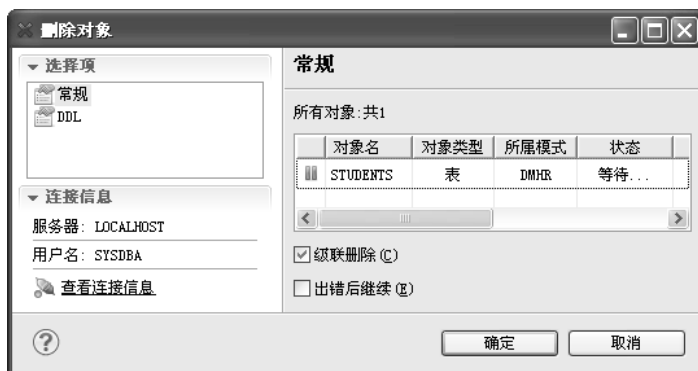 删除对象
选择项
常规
DDL
连接信息
服务器: LOCALHOST
用户名: SYSDBA
查看连接信息
常规
所有对象:共1
对象名 对象类型 所属模式 状态
STUDENTS 表 DMHR 等待...
级联删除(C)
出错后继续(E)
确定 取消